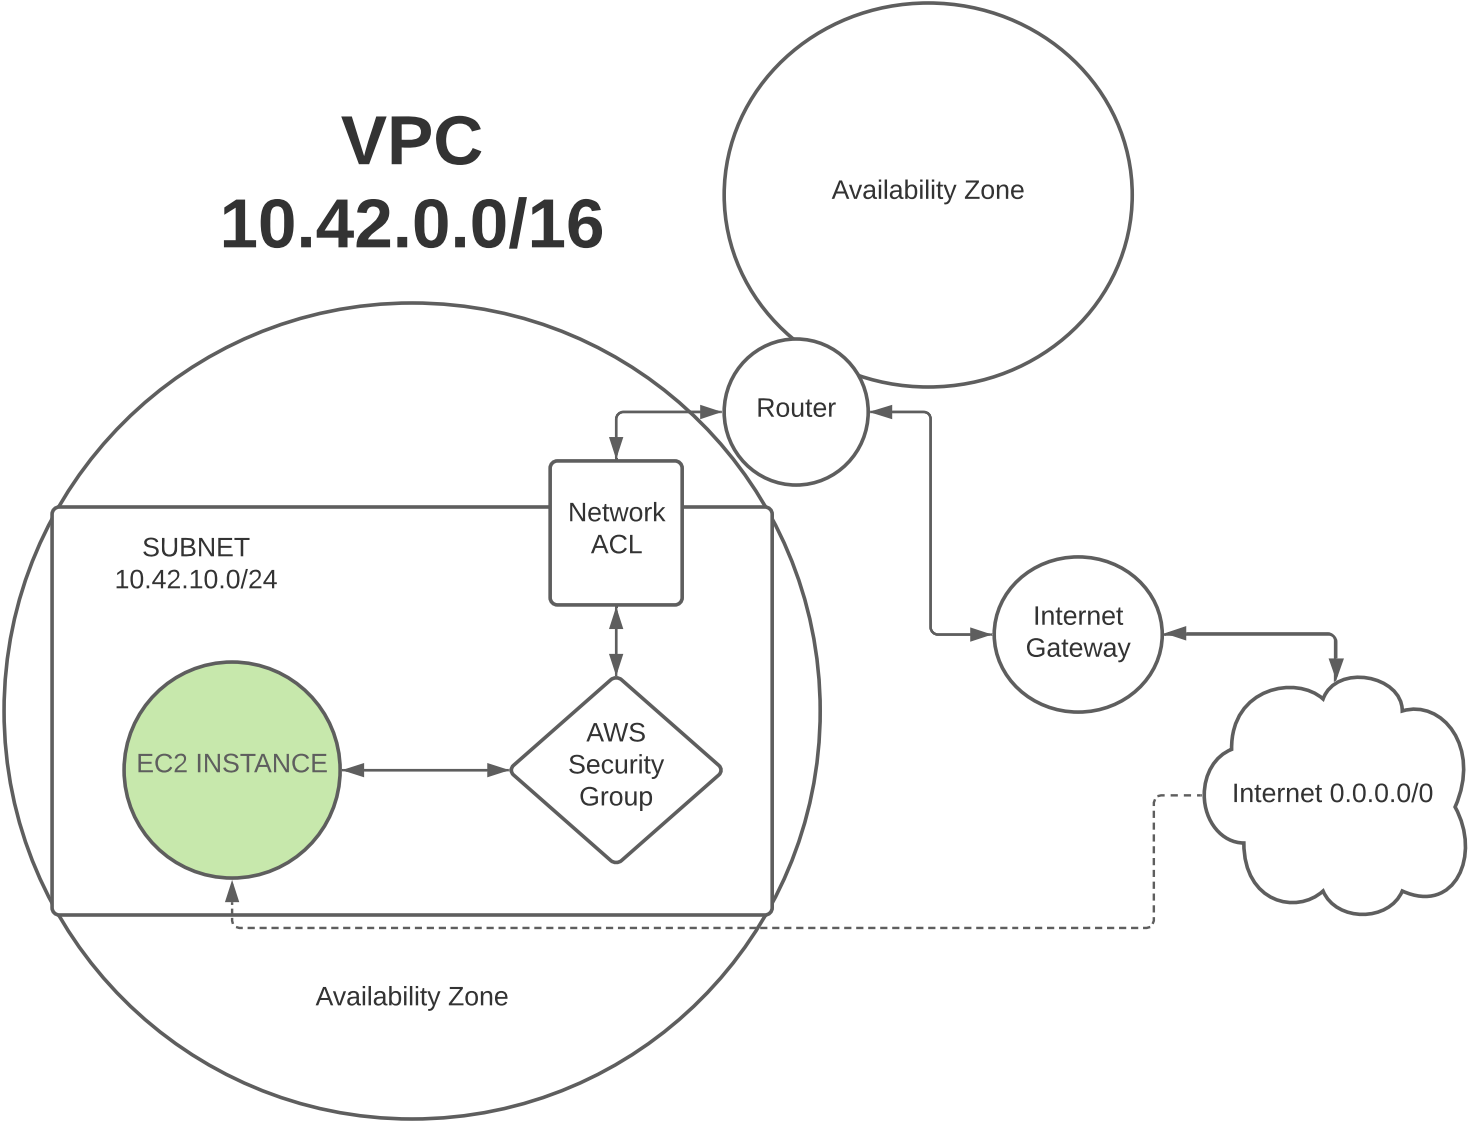 VPC
10.42.0.0/16
Availability Zone
Router
Network
ACL
SUBNET
10.42.10.0/24
Internet
Gateway
AWS
Security
Group
EC2 INSTANCE
Internet 0.0.0.0/0
Availability Zone